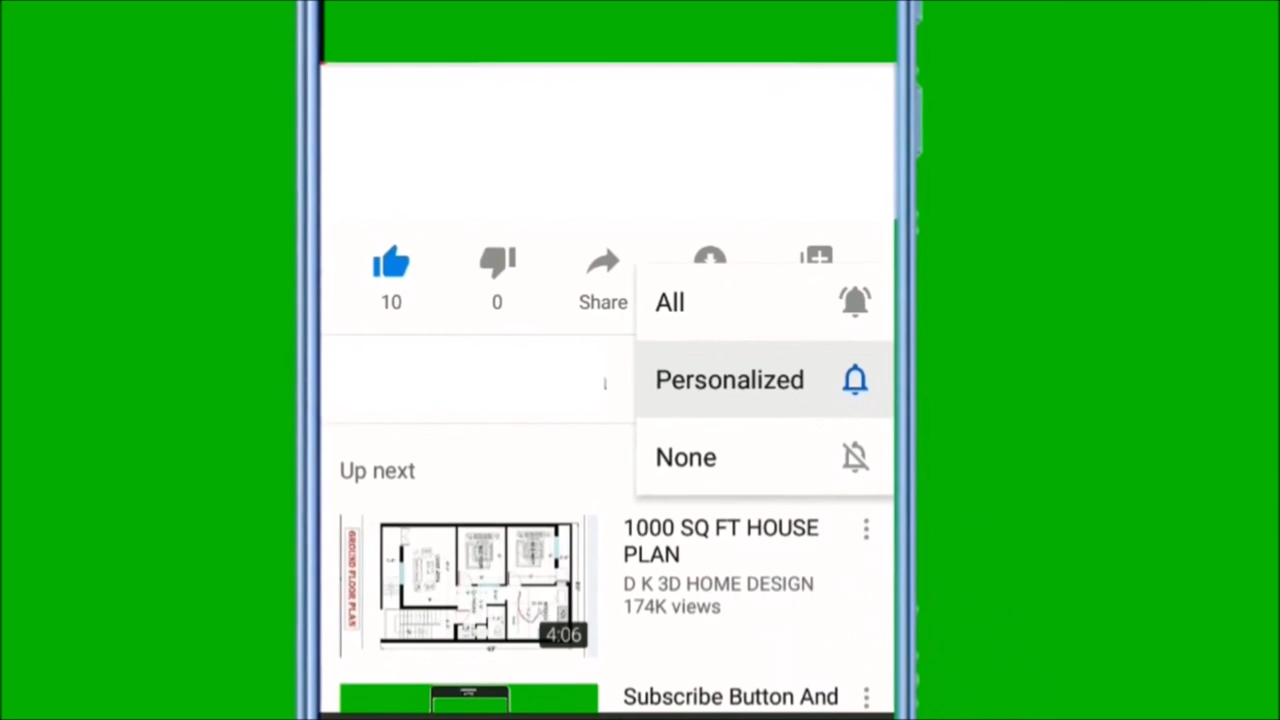 10
0
Share
All
Personalized
None
Up next
GROUND FLOOR PLAN
4:06
1000 SQ FT HOUSE
PLAN
D K 3D HOME DESIGN
174K views
Subscribe Button And